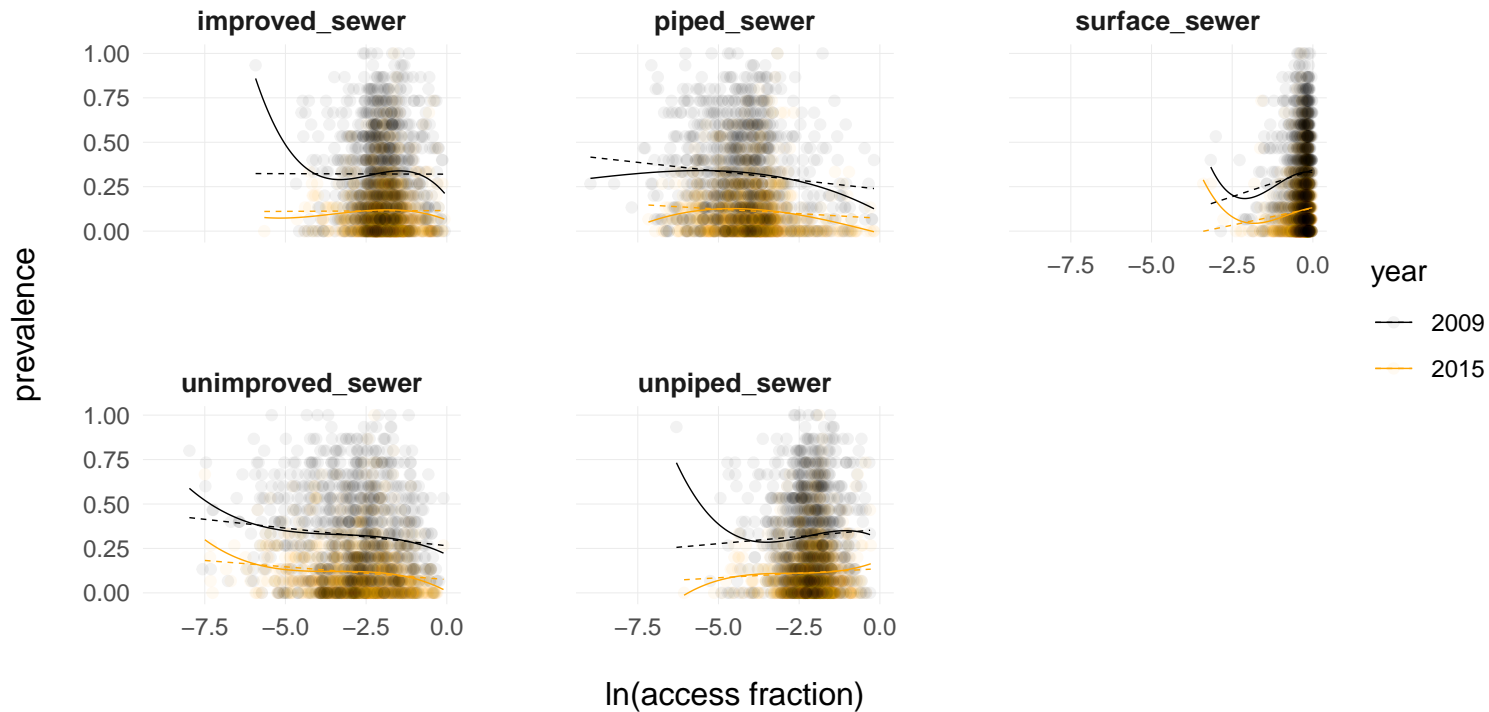 improved_sewer piped_sewer surface_sewer
1.00
0.75
0.50
0.25
0.00
−7.5 −5.0 −2.5 0.0
prevalence
year
2009
2015
unimproved_sewer unpiped_sewer
1.00
0.75
0.50
0.25
0.00
−7.5 −5.0 −2.5 0.0 −7.5 −5.0 −2.5 0.0
ln(access fraction)